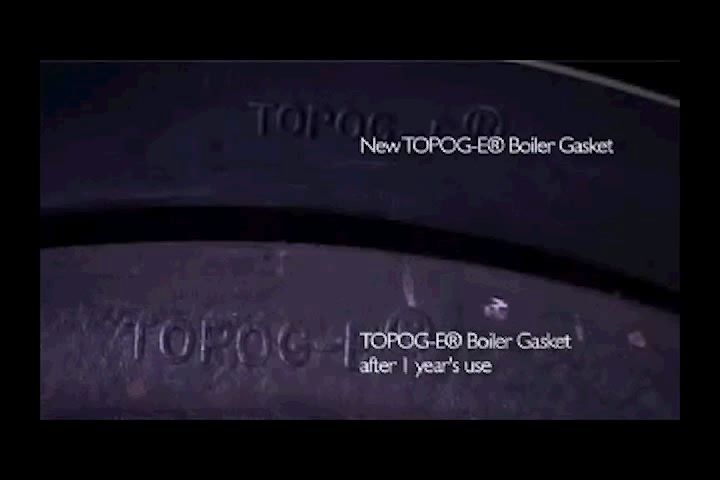 TOPOG-E®
New TOPOG-E® Boiler Gasket
TOPOG-E®
TOPOG-E® Boiler Gasket
after 1 year's use